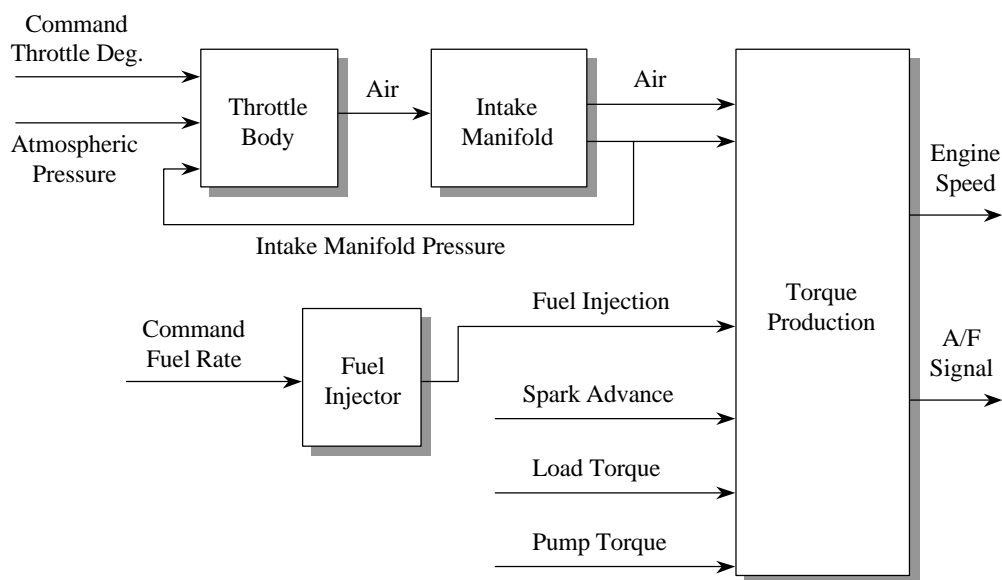 Command
Throttle Deg.
Atmospheric
Pressure
Throttle
Body
Air
Intake
Manifold
Air
Intake Manifold Pressure
Command
Fuel Rate
Fuel
Injector
Fuel Injection
Spark Advance
Load Torque
Pump Torque
Torque
Production
Engine
Speed
A/F
Signal